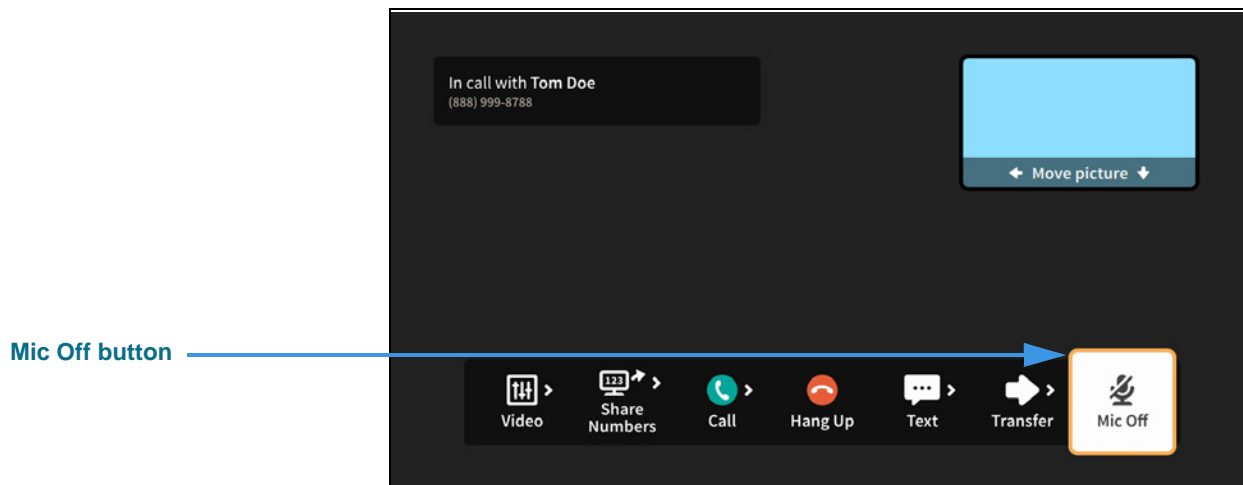 In call with Tom Doe
(888) 999-8788
Move picture
Mic Off button
123
Video
Share
Numbers
Call
Hang Up
Text
Transfer
Mic Off